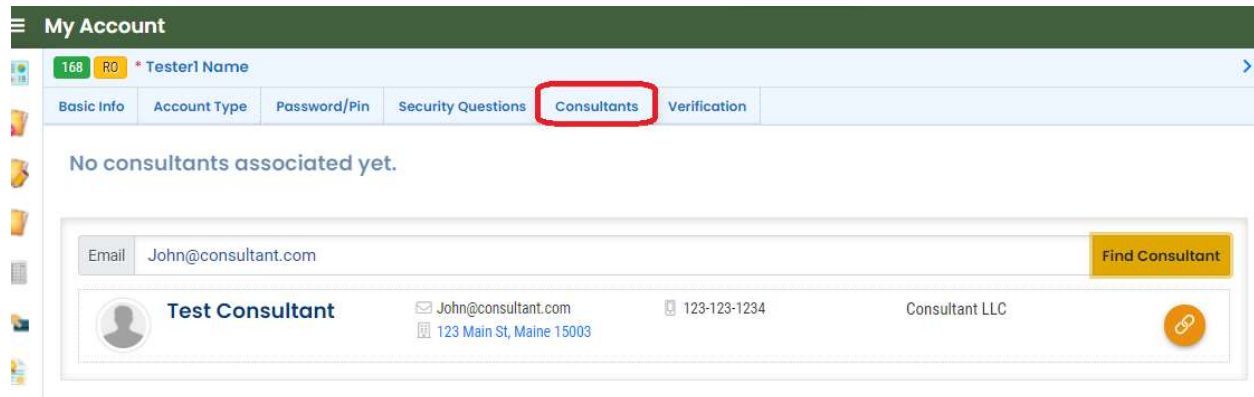 My Account
168 RO * Tester1 Name
Basic Info Account Type Password/Pin Security Questions Consultants Verification
No consultants associated yet.
Email John@consultant.com Find Consultant
Test Consultant John@consultant.com 123-123-1234 Consultant LLC
123 Main St, Maine 15003